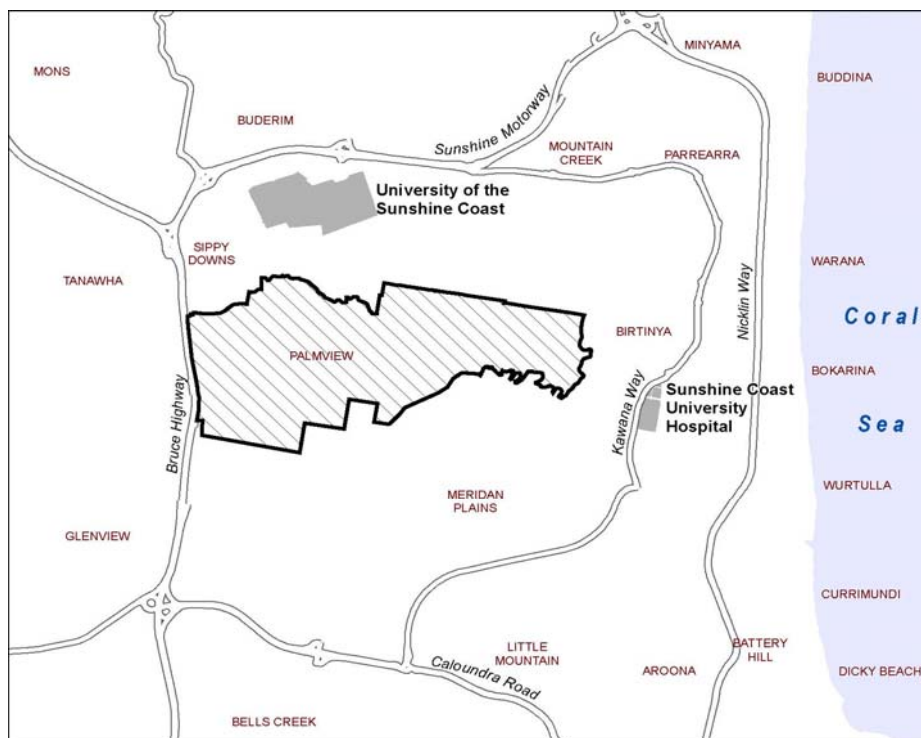 MINYAMA
MONS
BUDDINA
BUDERIM
Sunshine Motorway
MOUNTAIN
CREEK
PARREARRA
University of the
Sunshine Coast
SIPPY
DOWNS
TANAWHA
WARANA
Nicklin Way
Coral
BIRTINYA
PALMVIEW
BOKARINA
Bruce Highway
Kawana Way
Sunshine Coast
University
Hospital
Sea
WURTULLA
MERIDAN
PLAINS
GLENVIEW
CURRIMUNDI
LITTLE
MOUNTAIN
BATTERY
HILL
Caloundra Road
AROONA
DICKY BEACH
BELLS CREEK